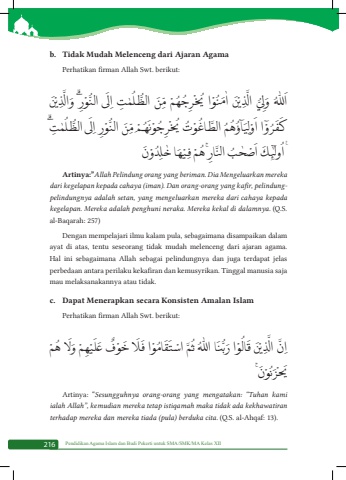 b. Tidak Mudah Melenceng dari Ajaran Agama
Perhatikan firman Allah Swt. berikut:
اَللّٰهُ وَلِيُّ الَّذِيْنَ اٰمَنُوْا يُخْرِجُهُمْ مِّنَ الظُّلُمٰتِ اِلَى النُّوْرِۗ وَالَّذِيْنَ
كَفَرُوْٓا اَوْلِيَاۤؤُهُمُ الطَّاغُوْتُ يُخْرِجُوْنَهُمْ مِّنَ النُّوْرِ اِلَى الظُّلُمٰتِۗ
اُولٰۤىِٕكَ اَصْحٰبُ النَّارِۚ هُمْ فِيْهَا خٰلِدُوْنَ
Artinya:"Allah Pelindung orang yang beriman. Dia Mengeluarkan mereka
dari kegelapan kepada cahaya (iman). Dan orang-orang yang kafir, pelindung-
pelindungnya adalah setan, yang mengeluarkan mereka dari cahaya kepada
kegelapan. Mereka adalah penghuni neraka. Mereka kekal di dalamnya. (Q.S.
al-Baqarah: 257)
Dengan mempelajari ilmu kalam pula, sebagaimana disampaikan dalam
ayat di atas, tentu seseorang tidak mudah melenceng dari ajaran agama.
Hal ini sebagaimana Allah sebagai pelindungnya dan juga terdapat jelas
perbedaan antara perilaku kekafiran dan kemusyrikan. Tinggal manusia saja
mau melaksanakannya atau tidak.
c. Dapat Menerapkan secara Konsisten Amalan Islam
Perhatikan firman Allah Swt. berikut:
اِنَّ الَّذِيْنَ قَالُوْا رَبُّنَا اللّٰهُ ثُمَّ اسْتَقَامُوْا فَلَا خَوْفٌ عَلَيْهِمْ وَلَا هُمْ
يَحْزَنُوْنَۚ
Artinya: "Sesungguhnya orang-orang yang mengatakan: "Tuhan kami
ialah Allah", kemudian mereka tetap istiqamah maka tidak ada kekhawatiran
terhadap mereka dan mereka tiada (pula) berduka cita. (Q.S. al-Ahqaf: 13).
216 Pendidikan Agama Islam dan Budi Pekerti untuk SMA/SMK/MA Kelas XII